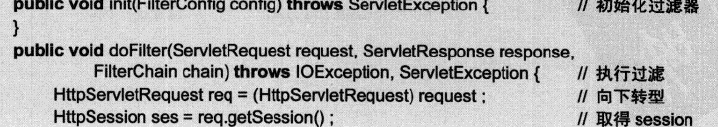 public void init(FilterConfig config) throws ServletException { // 初始化过滤器
}
public void doFilter(ServletRequest request, ServletResponse response,
FilterChain chain) throws IOException, ServletException { // 执行过滤
HttpServletRequest req = (HttpServletRequest) request ; // 向下转型
HttpSession ses = req.getSession() ; // 取得 session